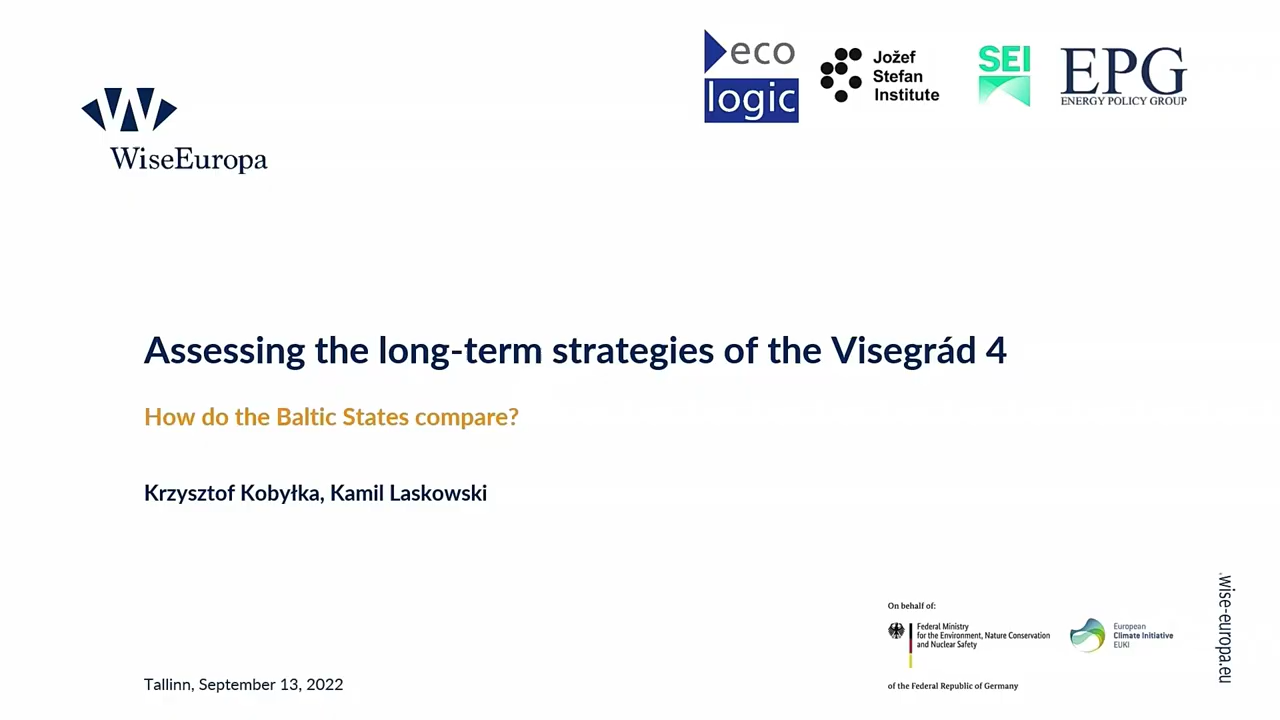 WiseEuropa
eco
logic
Jožef
Stefan
Institute
SEI
EPG
ENERGY POLICY GROUP
Assessing the long-term strategies of the Visegrád 4
How do the Baltic States compare?
Krzysztof Kobyłka, Kamil Laskowski
Tallinn, September 13, 2022
On behalf of:
Federal Ministry
for the Environment, Nature Conservation
and Nuclear Safety
of the Federal Republic of Germany
European
Climate Initiative
EUKI
.wise-europa.eu